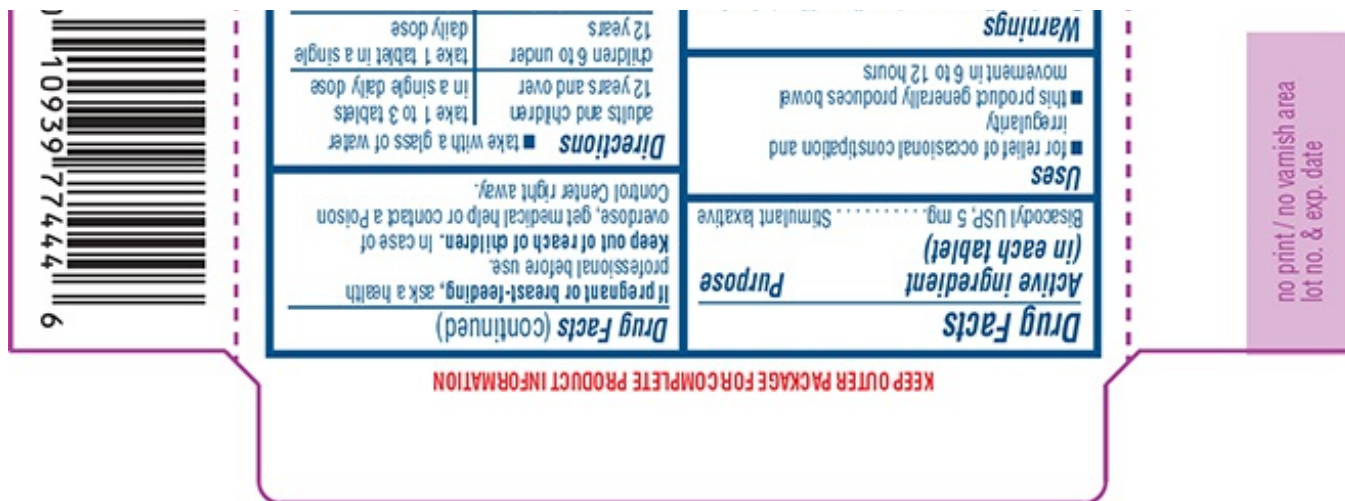 KEEP OUTER PACKAGE FOR COMPLETE PRODUCT INFORMATION
Drug Facts
Active ingredient
(in each tablet) Purpose
Bisacodyl USP, 5 mg. . . . . . . . . . Stimulant laxative
Uses
■ for relief of occasional constipation and
irregularity
■ this product generally produces bowel
movement in 6 to 12 hours
Warnings
Drug Facts (continued)
If pregnant or breast-feeding, ask a health
professional before use.
Keep out of reach of children. In case of
overdose, get medical help or contact a Poison
Control Center right away.
Directions ■ take with a glass of water
adults and children take 1 to 3 tablets
12 years and over in a single daily dose
children 6 to under take 1 tablet in a single
12 years daily dose
10939 77444 6
no print / no varnish area
lot no. & exp. date